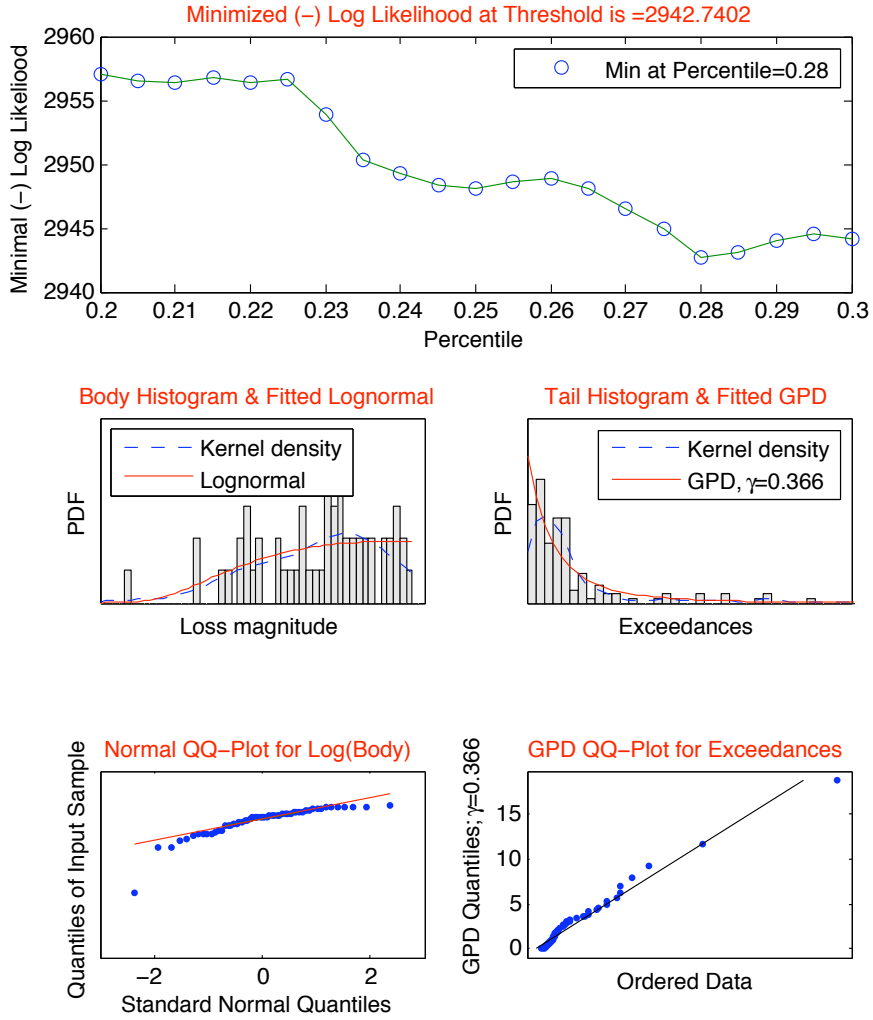 Minimized (−) Log Likelihood at Threshold is =2942.7402
Minimal (−) Log Likeliood
2960
2955
2950
2945
2940
Min at Percentile=0.28
0.2 0.21 0.22 0.23 0.24 0.25 0.26 0.27 0.28 0.29 0.3
Percentile
Body Histogram & Fitted Lognormal
PDF
Kernel density
Lognormal
Loss magnitude
Tail Histogram & Fitted GPD
PDF
Kernel density
GPD, γ=0.366
Exceedances
Normal QQ−Plot for Log(Body)
Quantiles of Input Sample
−2 0 2
Standard Normal Quantiles
GPD QQ−Plot for Exceedances
GPD Quantiles; γ=0.366
15
10
5
0
Ordered Data